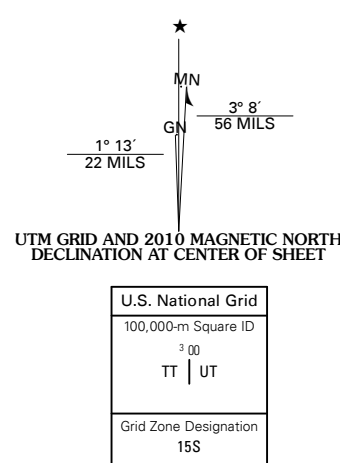 ★
MN
3° 8´
56 MILS
GN
1° 13´
22 MILS
UTM GRID AND 2010 MAGNETIC NORTH
DECLINATION AT CENTER OF SHEET
U.S. National Grid
100,000-m Square ID
3 00
TT | UT
Grid Zone Designation
15S